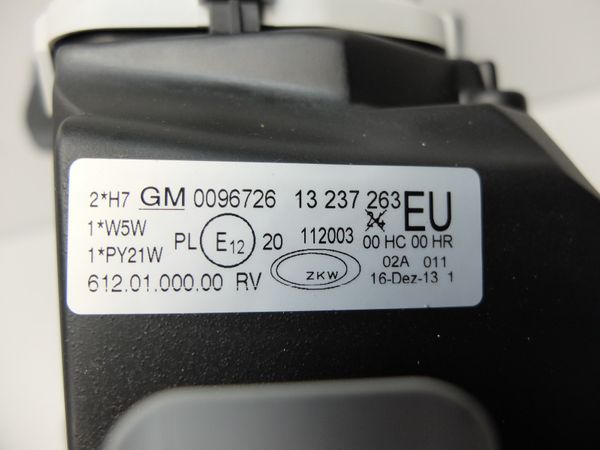 2*H7 GM 0096726 13 237 263 EU
1*W5W PL E12 20 112003 00 HC 00 HR
1*PY21W ZKW 02A 011
612.01.000.00 RV 16-Dez-13 1